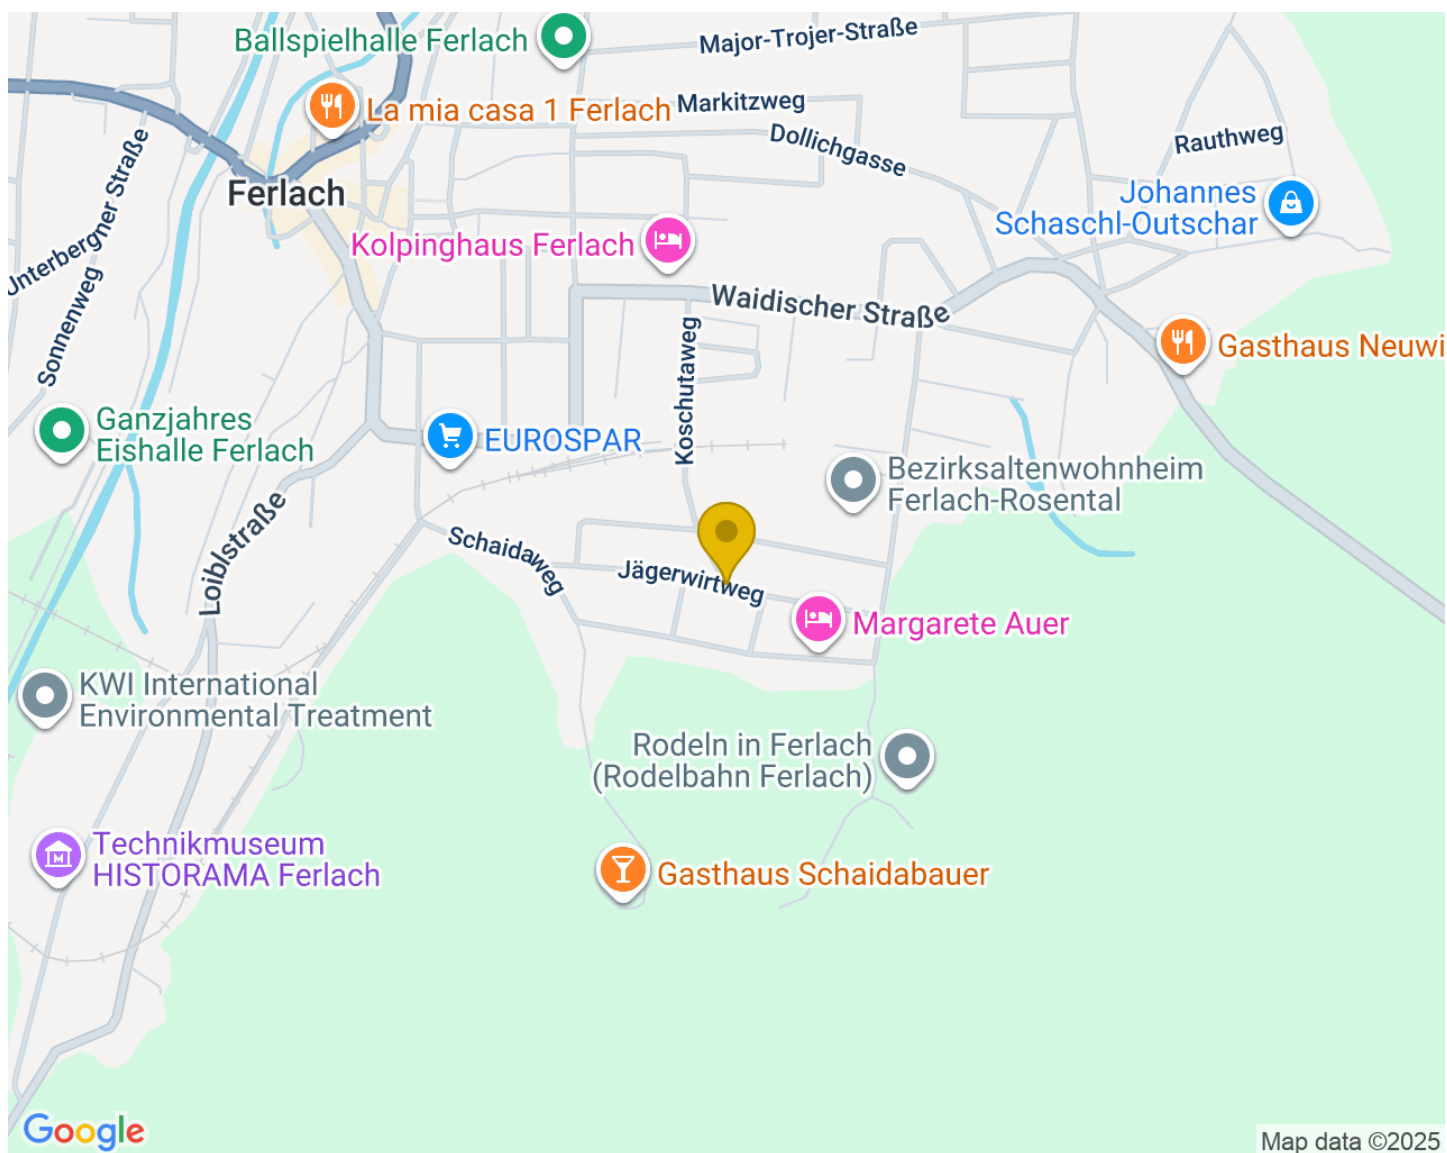 Major-Trojer-Straße
Ballspielhalle Ferlach
La mia casa 1 Ferlach
Markitzweg
Dollichgasse
Rauthweg
Unterbergner Straße
Ferlach
Johannes
Schaschl-Outschar
Kolpinghaus Ferlach
Sonnenweg
Waidischer Straße
Koschutaweg
Gasthaus Neuwi
Ganzjahres
Eishalle Ferlach
EUROSPAR
Bezirksaltenwohnheim
Ferlach-Rosental
Loiblstraße
Schaidaweg
Jägerwirtweg
Margarete Auer
KWI International
Environmental Treatment
Rodeln in Ferlach
(Rodelbahn Ferlach)
Technikmuseum
HISTORAMA Ferlach
Gasthaus Schaidabauer
Google
Map data ©2025